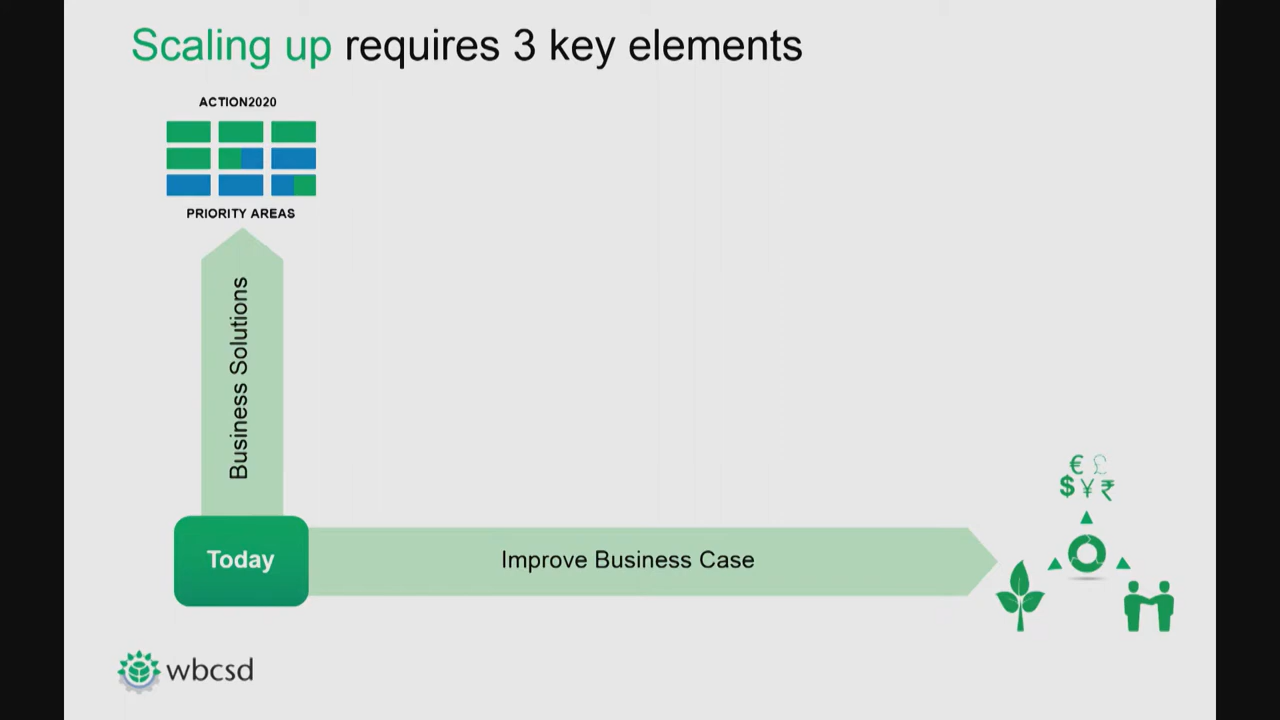 Scaling up requires 3 key elements
ACTION2020
PRIORITY AREAS
Business Solutions
Today
Improve Business Case
€ £
$ ¥ ₹
wbcsd